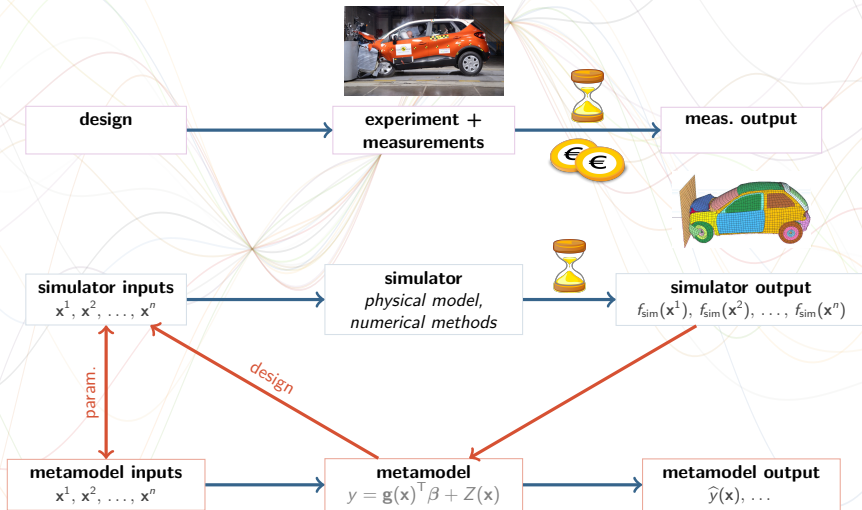 design
experiment +
measurements
meas. output
€
€
simulator inputs
x¹, x², ..., xⁿ
simulator
physical model,
numerical methods
simulator output
f_sim(x¹), f_sim(x²), ..., f_sim(xⁿ)
param.
design
metamodel inputs
x¹, x², ..., xⁿ
metamodel
y = g(x)ᵀβ + Z(x)
metamodel output
ŷ(x), ...